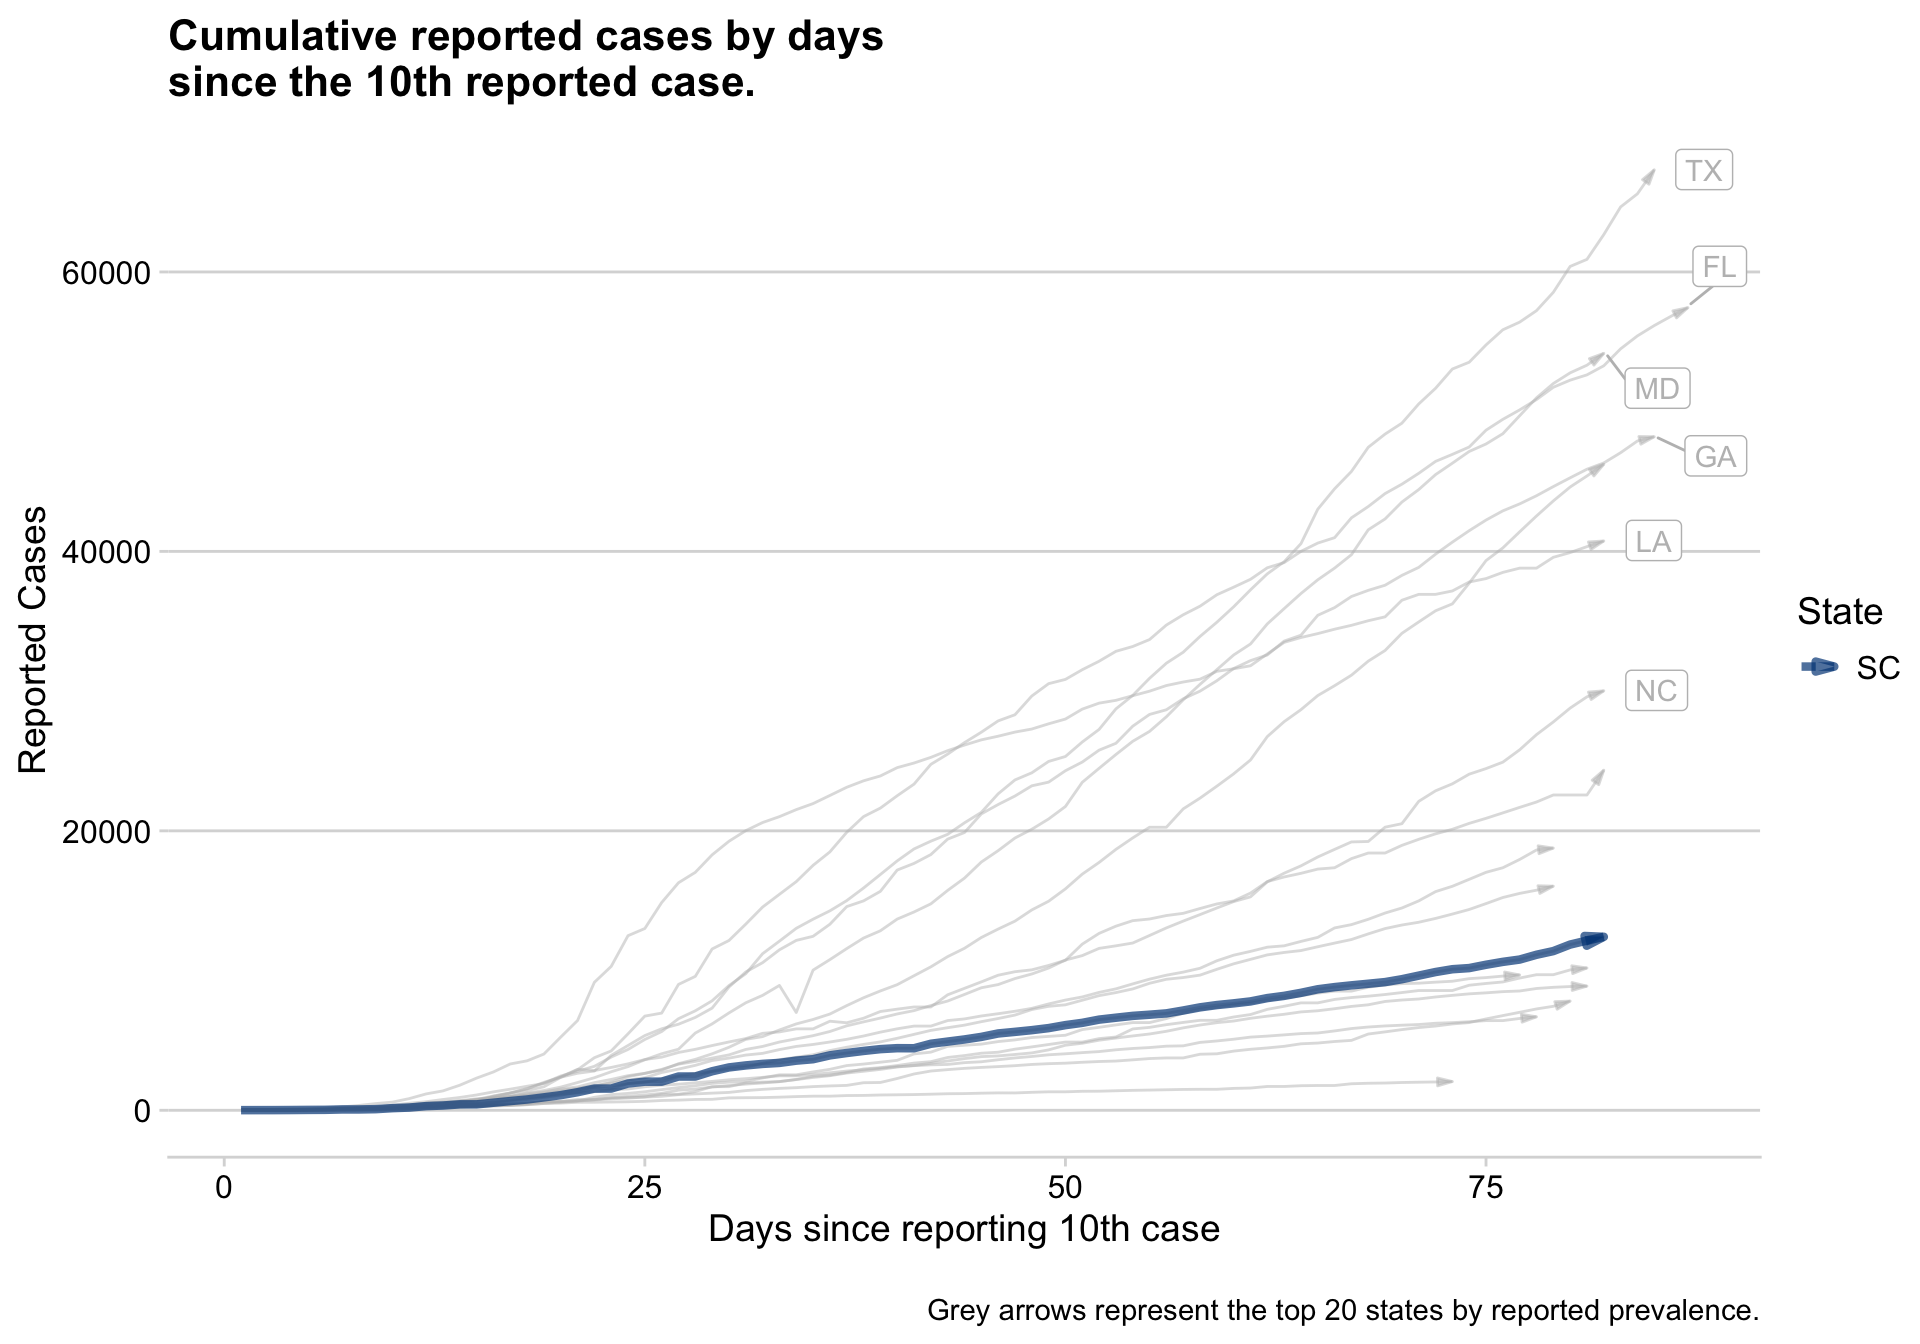 Cumulative reported cases by days
since the 10th reported case.
TX
FL
60000
MD
GA
LA
40000
Reported Cases
State
SC
NC
20000
0
0 25 50 75
Days since reporting 10th case
Grey arrows represent the top 20 states by reported prevalence.